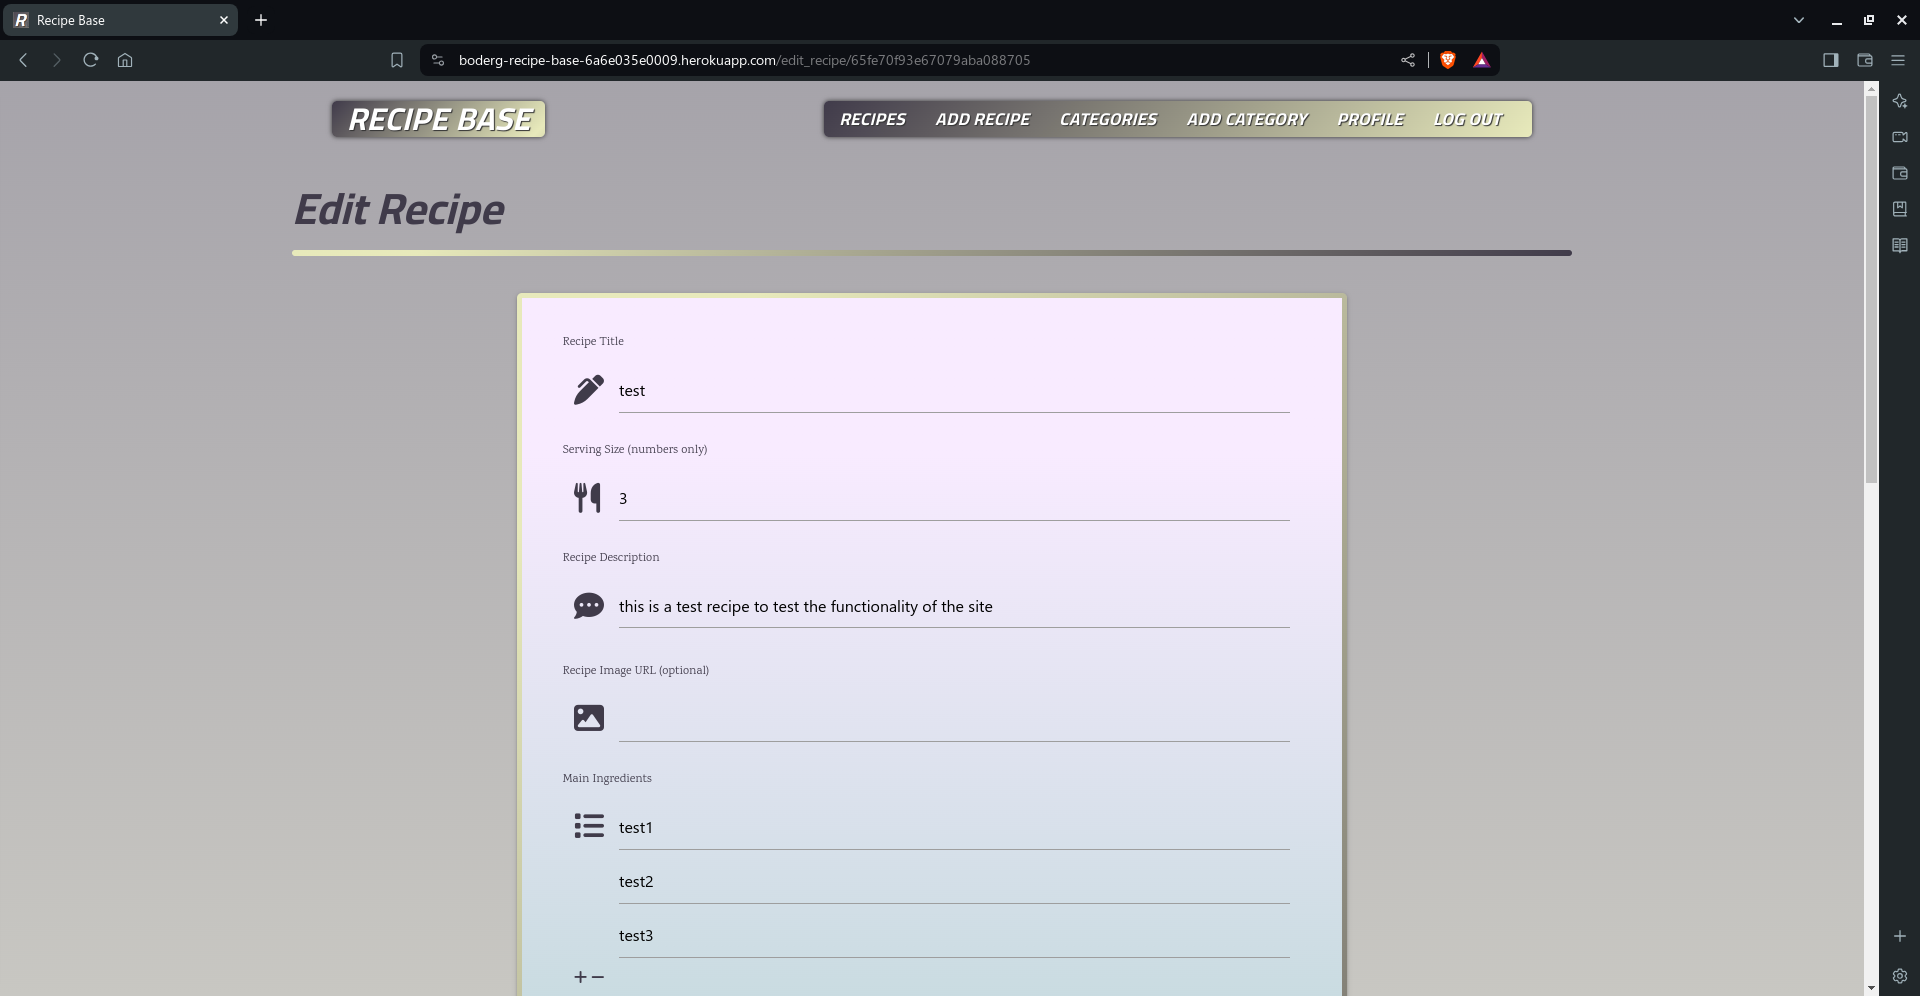 Recipe Base
boderg-recipe-base-6a6e035e0009.herokuapp.com/edit_recipe/65fe70f93e67079aba088705
RECIPE BASE
RECIPES ADD RECIPE CATEGORIES ADD CATEGORY PROFILE LOG OUT
Edit Recipe
Recipe Title
test
Serving Size (numbers only)
3
Recipe Description
this is a test recipe to test the functionality of the site
Recipe Image URL (optional)
Main Ingredients
test1
test2
test3